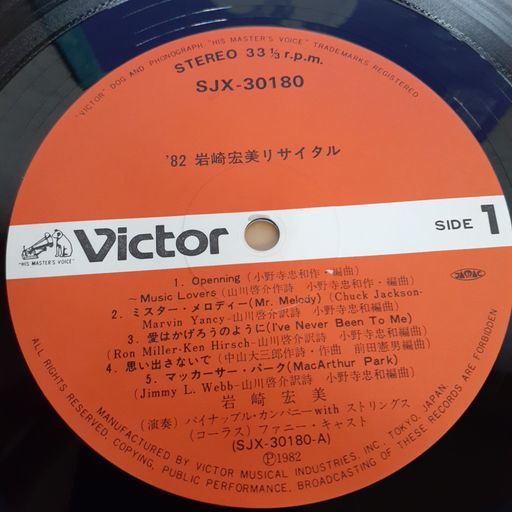 "VICTOR" DOG AND PHONOGRAPH: "HIS MASTER'S VOICE" TRADEMARKS REGISTERED
STEREO 33⅓ r.p.m.
SJX-30180
'82 岩崎宏美リサイタル
"HIS MASTER'S VOICE"
Victor
SIDE 1
JASRAC
1. Openning (小野寺忠和作・編曲)
~Music Lovers (山川啓介作詩 小野寺忠和作・編曲)
2. ミスター・メロディー(Mr. Melody) (Chuck Jackson-
Marvin Yancy-山川啓介訳詩 小野寺忠和編曲)
3. 愛はかげろうのように(I've Never Been To Me)
(Ron Miller-Ken Hirsch-山川啓介訳詩 小野寺忠和編曲)
4. 思い出さないで (中山大三郎作詩・作曲 前田憲男編曲)
5. マッカーサー・パーク(MacArthur Park)
(Jimmy L. Webb-山川啓介訳詩 小野寺忠和編曲)
岩崎宏美
(演奏) パイナップル・カンパニー with ストリングス
(コーラス) ファニー・キャスト
(SJX-30180-A)
Ⓟ1982
MANUFACTURED BY VICTOR MUSICAL INDUSTRIES, INC., TOKYO, JAPAN
ALL RIGHTS RESERVED. COPYING, PUBLIC PERFORMANCE, BROADCASTING OF THESE RECORDS ARE FORBIDDEN